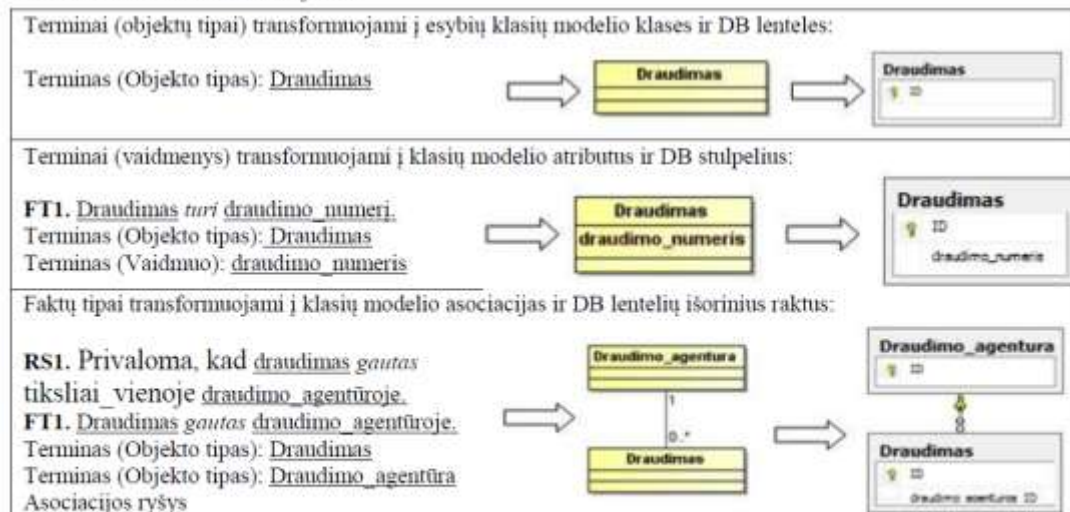 Terminai (objektų tipai) transformuojami į esybių klasių modelio klases ir DB lenteles:
Terminas (Objekto tipas): Draudimas
Draudimas
Draudimas
ID
Terminai (vaidmenys) transformuojami į klasių modelio atributus ir DB stulpelius:
FT1. Draudimas turi draudimo_numerį.
Terminas (Objekto tipas): Draudimas
Terminas (Vaidmuo): draudimo_numeris
Draudimas
draudimo_numeris
Draudimas
ID
draudimo_numeris
Faktų tipai transformuojami į klasių modelio asociacijas ir DB lentelių išorinius raktus:
RS1. Privaloma, kad draudimas gautas
tiksliai_vienoje draudimo_agentūroje.
FT1. Draudimas gautas draudimo_agentūroje.
Terminas (Objekto tipas): Draudimas
Terminas (Objekto tipas): Draudimo_agentūra
Asociacijos ryšys
Draudimo_agentura
1
0..*
Draudimas
Draudimo_agentura
ID
Draudimas
ID
draudimo_agentura_ID